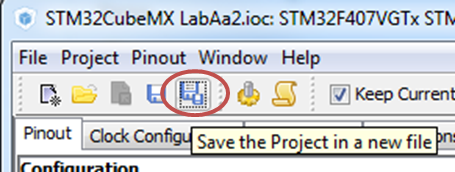 STM32CubeMX LabAa2.ioc: STM32F407VGTx STM
File Project Pinout Window Help
Keep Current
Pinout Clock Configu
Save the Project in a new file
Configuration